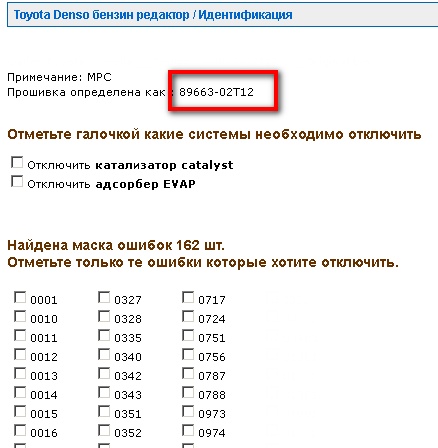 Toyota Denso бензин редактор / Идентификация
Примечание: MPC
Прошивка определена как : 89663-02T12
Отметьте галочкой какие системы необходимо отключить
Отключить катализатор catalyst
Отключить адсорбер EVAP
Найдена маска ошибок 162 шт.
Отметьте только те ошибки которые хотите отключить.
0001 0327 0717
0010 0328 0724
0011 0335 0751
0012 0340 0756
0013 0342 0787
0014 0343 0788
0015 0351 0973
0016 0352 0974